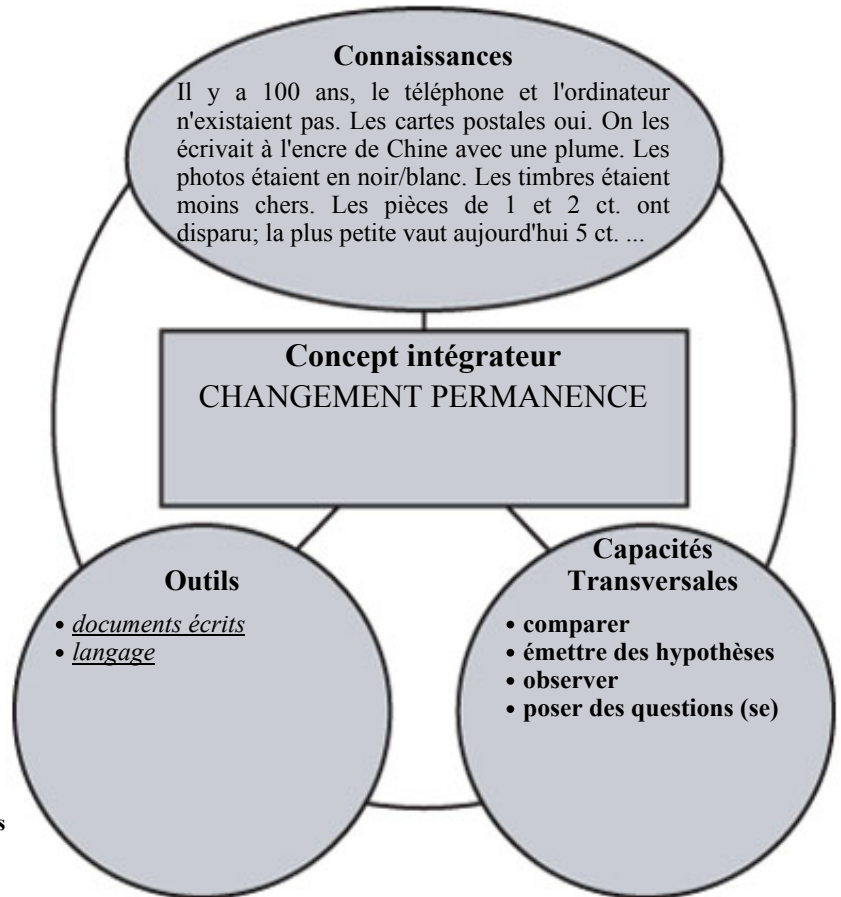 Connaissances
Il y a 100 ans, le téléphone et l'ordinateur
n'existaient pas. Les cartes postales oui. On les
écrivait à l'encre de Chine avec une plume. Les
photos étaient en noir/blanc. Les timbres étaient
moins chers. Les pièces de 1 et 2 ct. ont
disparu; la plus petite vaut aujourd'hui 5 ct. ...
Concept intégrateur
CHANGEMENT PERMANENCE
Outils
• documents écrits
• langage
Capacités
Transversales
• comparer
• émettre des hypothèses
• observer
• poser des questions (se)
s